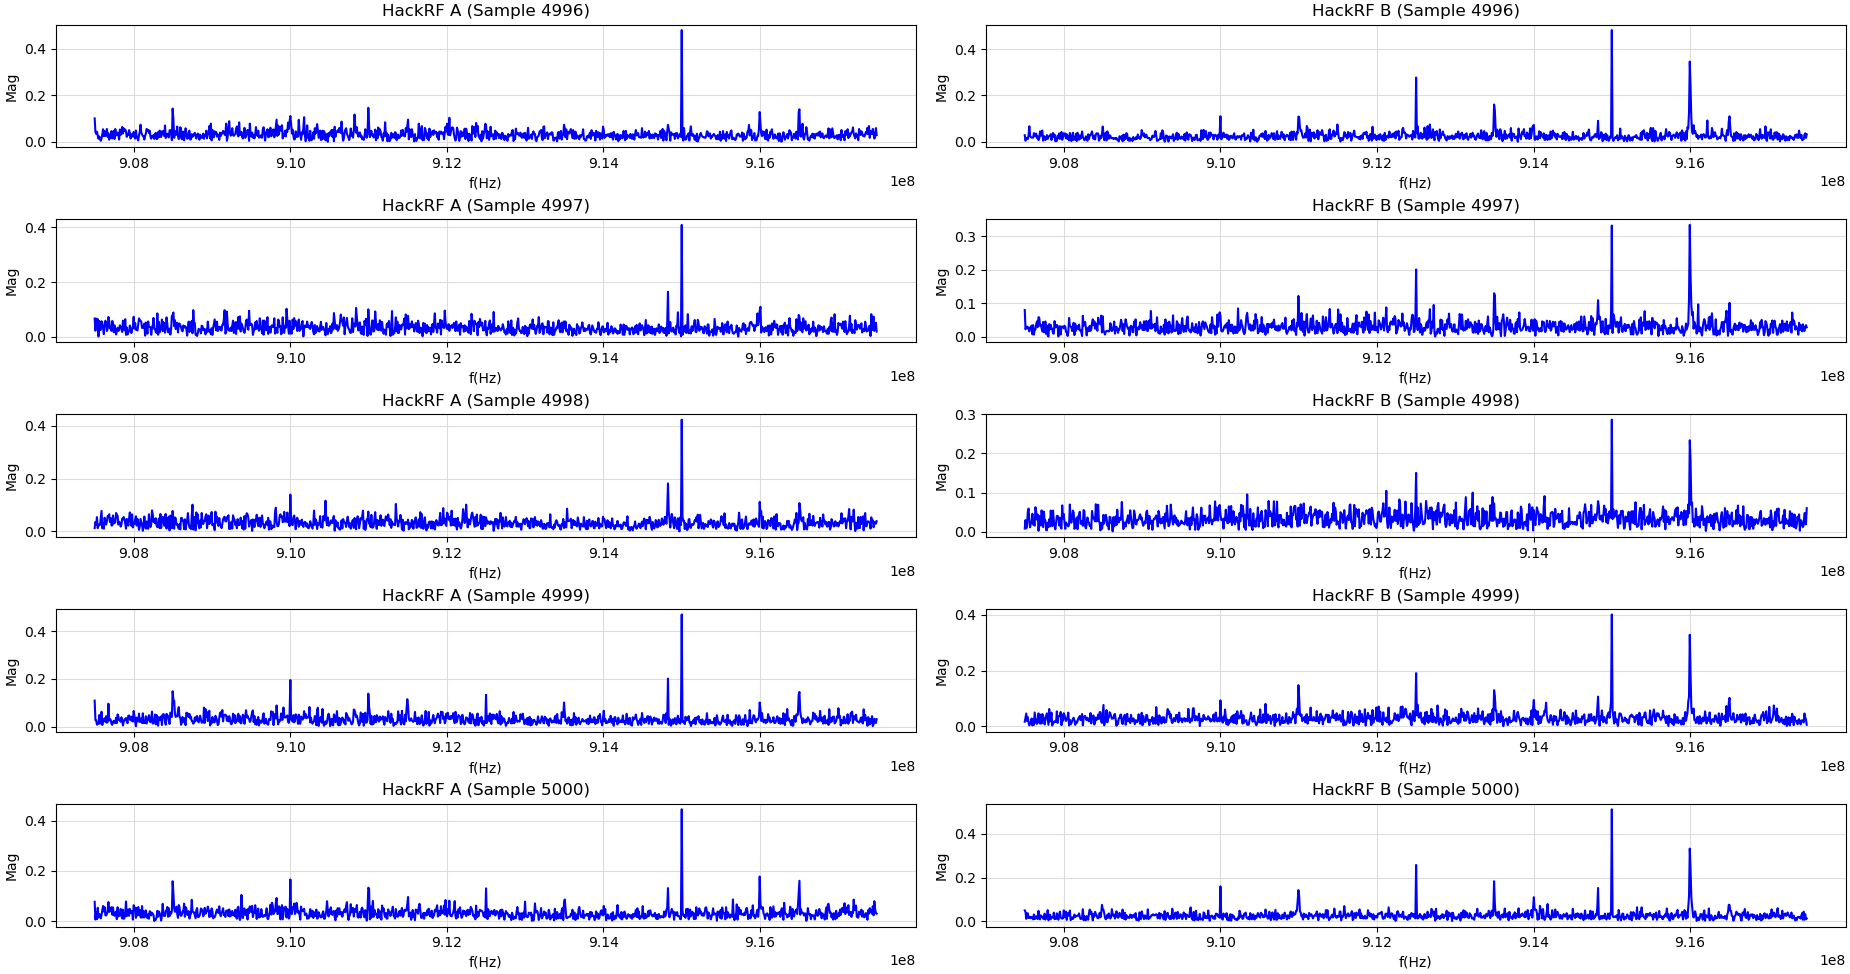 HackRF A (Sample 4996)
Mag
0.4
0.2
0.0
9.08 9.10 9.12 9.14 9.16
f(Hz)
1e8
HackRF B (Sample 4996)
Mag
0.4
0.2
0.0
9.08 9.10 9.12 9.14 9.16
f(Hz)
1e8
HackRF A (Sample 4997)
Mag
0.4
0.2
0.0
9.08 9.10 9.12 9.14 9.16
f(Hz)
1e8
HackRF B (Sample 4997)
Mag
0.3
0.2
0.1
0.0
9.08 9.10 9.12 9.14 9.16
f(Hz)
1e8
HackRF A (Sample 4998)
Mag
0.4
0.2
0.0
9.08 9.10 9.12 9.14 9.16
f(Hz)
1e8
HackRF B (Sample 4998)
Mag
0.3
0.2
0.1
0.0
9.08 9.10 9.12 9.14 9.16
f(Hz)
1e8
HackRF A (Sample 4999)
Mag
0.4
0.2
0.0
9.08 9.10 9.12 9.14 9.16
f(Hz)
1e8
HackRF B (Sample 4999)
Mag
0.4
0.2
0.0
9.08 9.10 9.12 9.14 9.16
f(Hz)
1e8
HackRF A (Sample 5000)
Mag
0.4
0.2
0.0
9.08 9.10 9.12 9.14 9.16
f(Hz)
1e8
HackRF B (Sample 5000)
Mag
0.4
0.2
0.0
9.08 9.10 9.12 9.14 9.16
f(Hz)
1e8